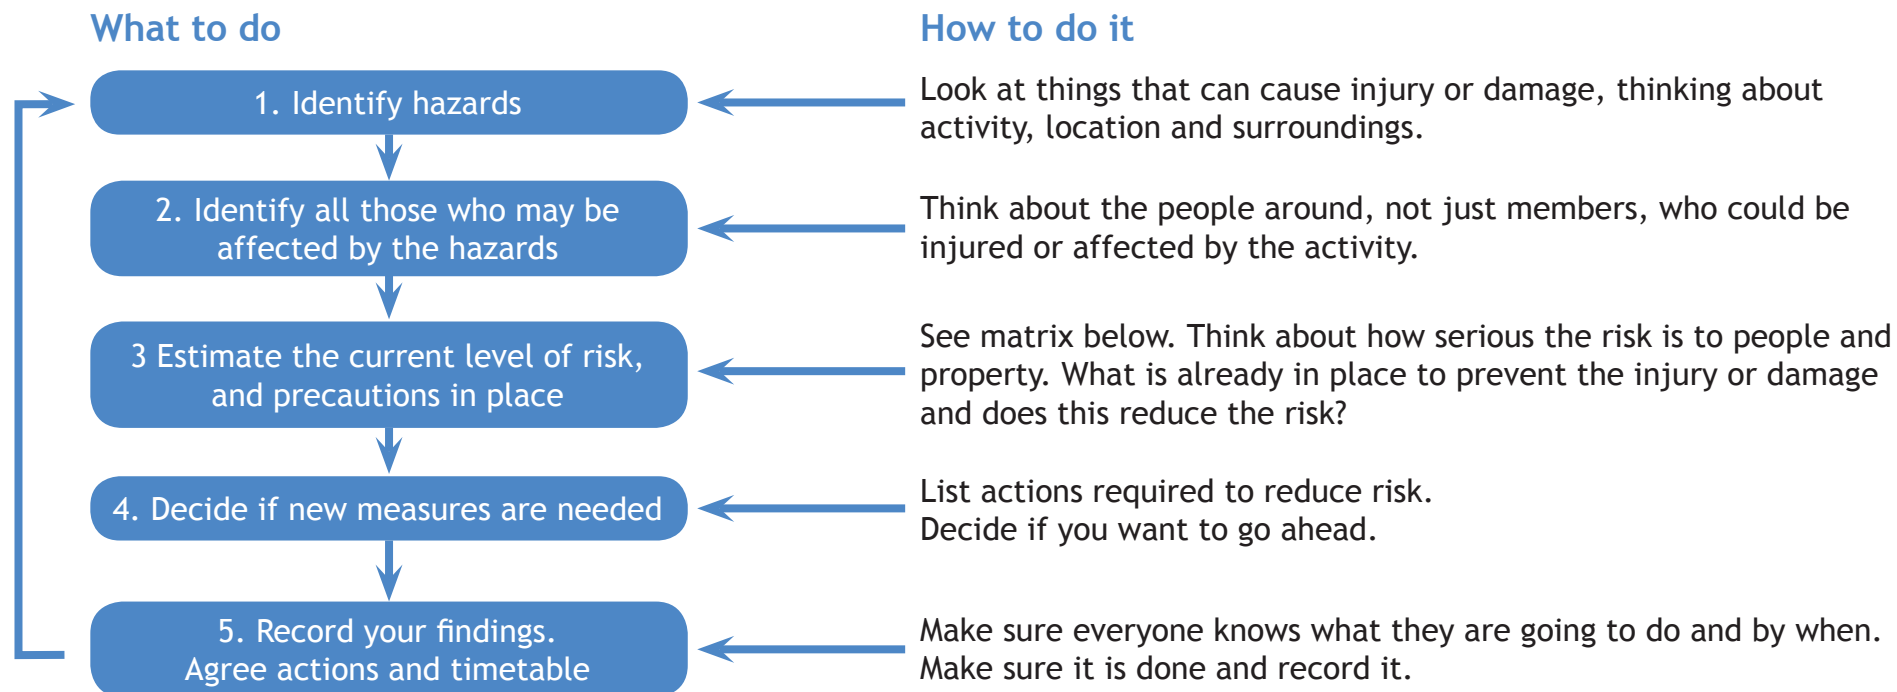 What to do
How to do it
1. Identify hazards
Look at things that can cause injury or damage, thinking about
activity, location and surroundings.
2. Identify all those who may be
affected by the hazards
Think about the people around, not just members, who could be
injured or affected by the activity.
3 Estimate the current level of risk,
and precautions in place
See matrix below. Think about how serious the risk is to people and
property. What is already in place to prevent the injury or damage
and does this reduce the risk?
4. Decide if new measures are needed
List actions required to reduce risk.
Decide if you want to go ahead.
5. Record your findings.
Agree actions and timetable
Make sure everyone knows what they are going to do and by when.
Make sure it is done and record it.